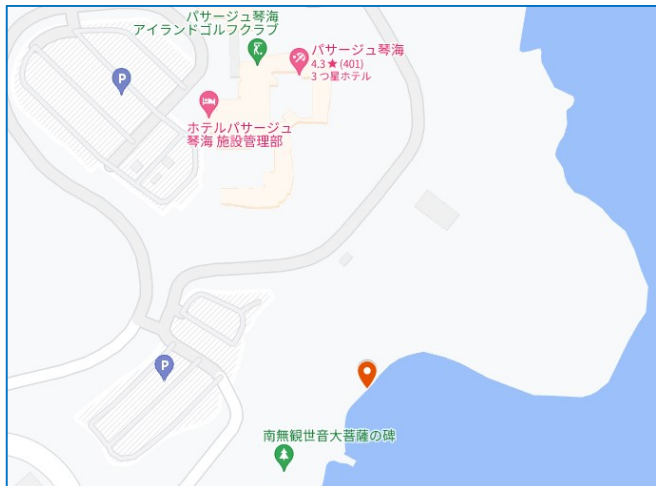 パサージュ琴海
アイランドゴルフクラブ
パサージュ琴海
4.3★(401)
3 つ星ホテル
P
ホテルパサージュ
琴海 施設管理部
P
南無観世音大菩薩の碑